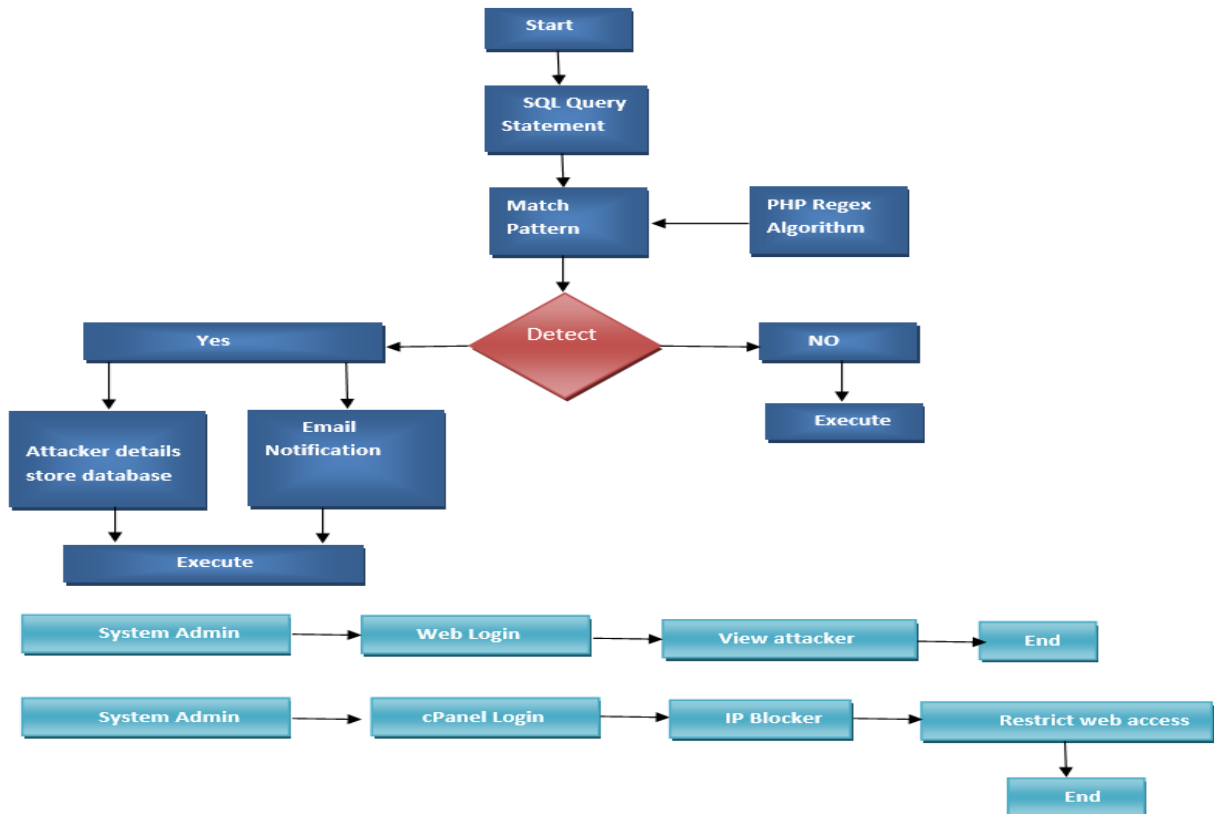 Start
SQL Query
Statement
Match
Pattern
PHP Regex
Algorithm
Detect
Yes
NO
Execute
Attacker details
store database
Email
Notification
Execute
System Admin
Web Login
View attacker
End
System Admin
cPanel Login
IP Blocker
Restrict web access
End